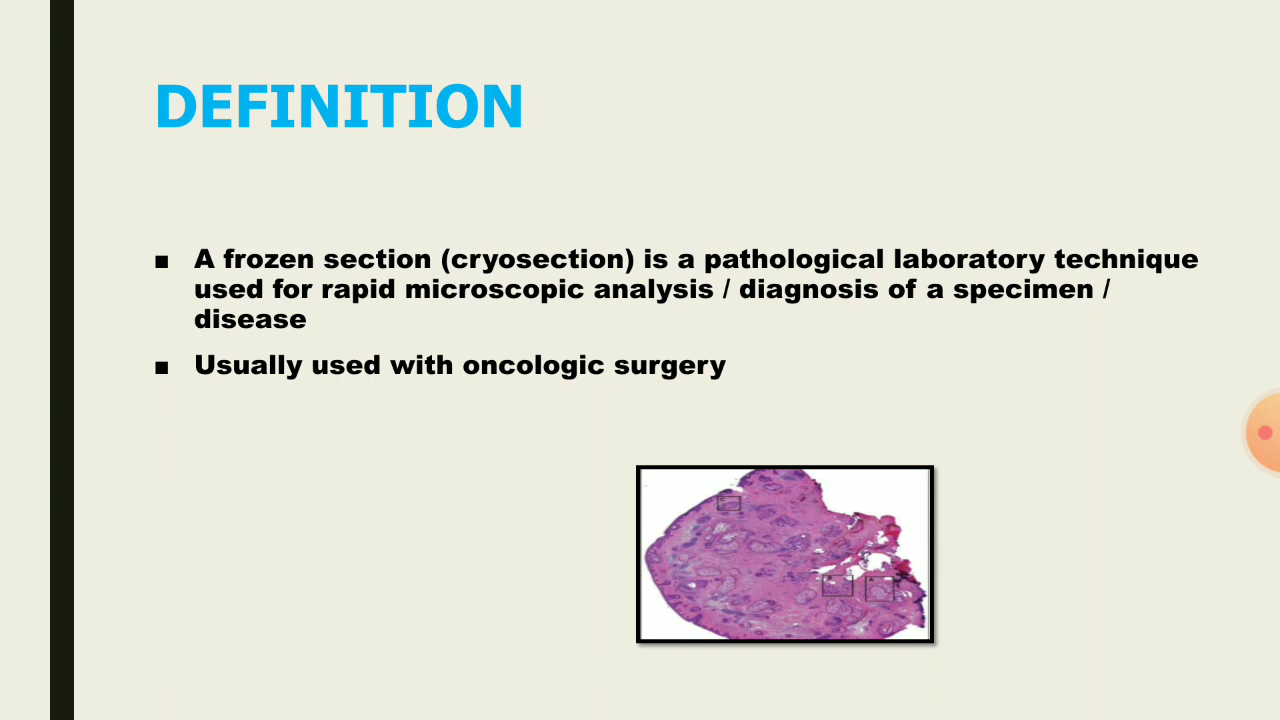 DEFINITION
▪ A frozen section (cryosection) is a pathological laboratory technique
used for rapid microscopic analysis / diagnosis of a specimen /
disease
▪ Usually used with oncologic surgery